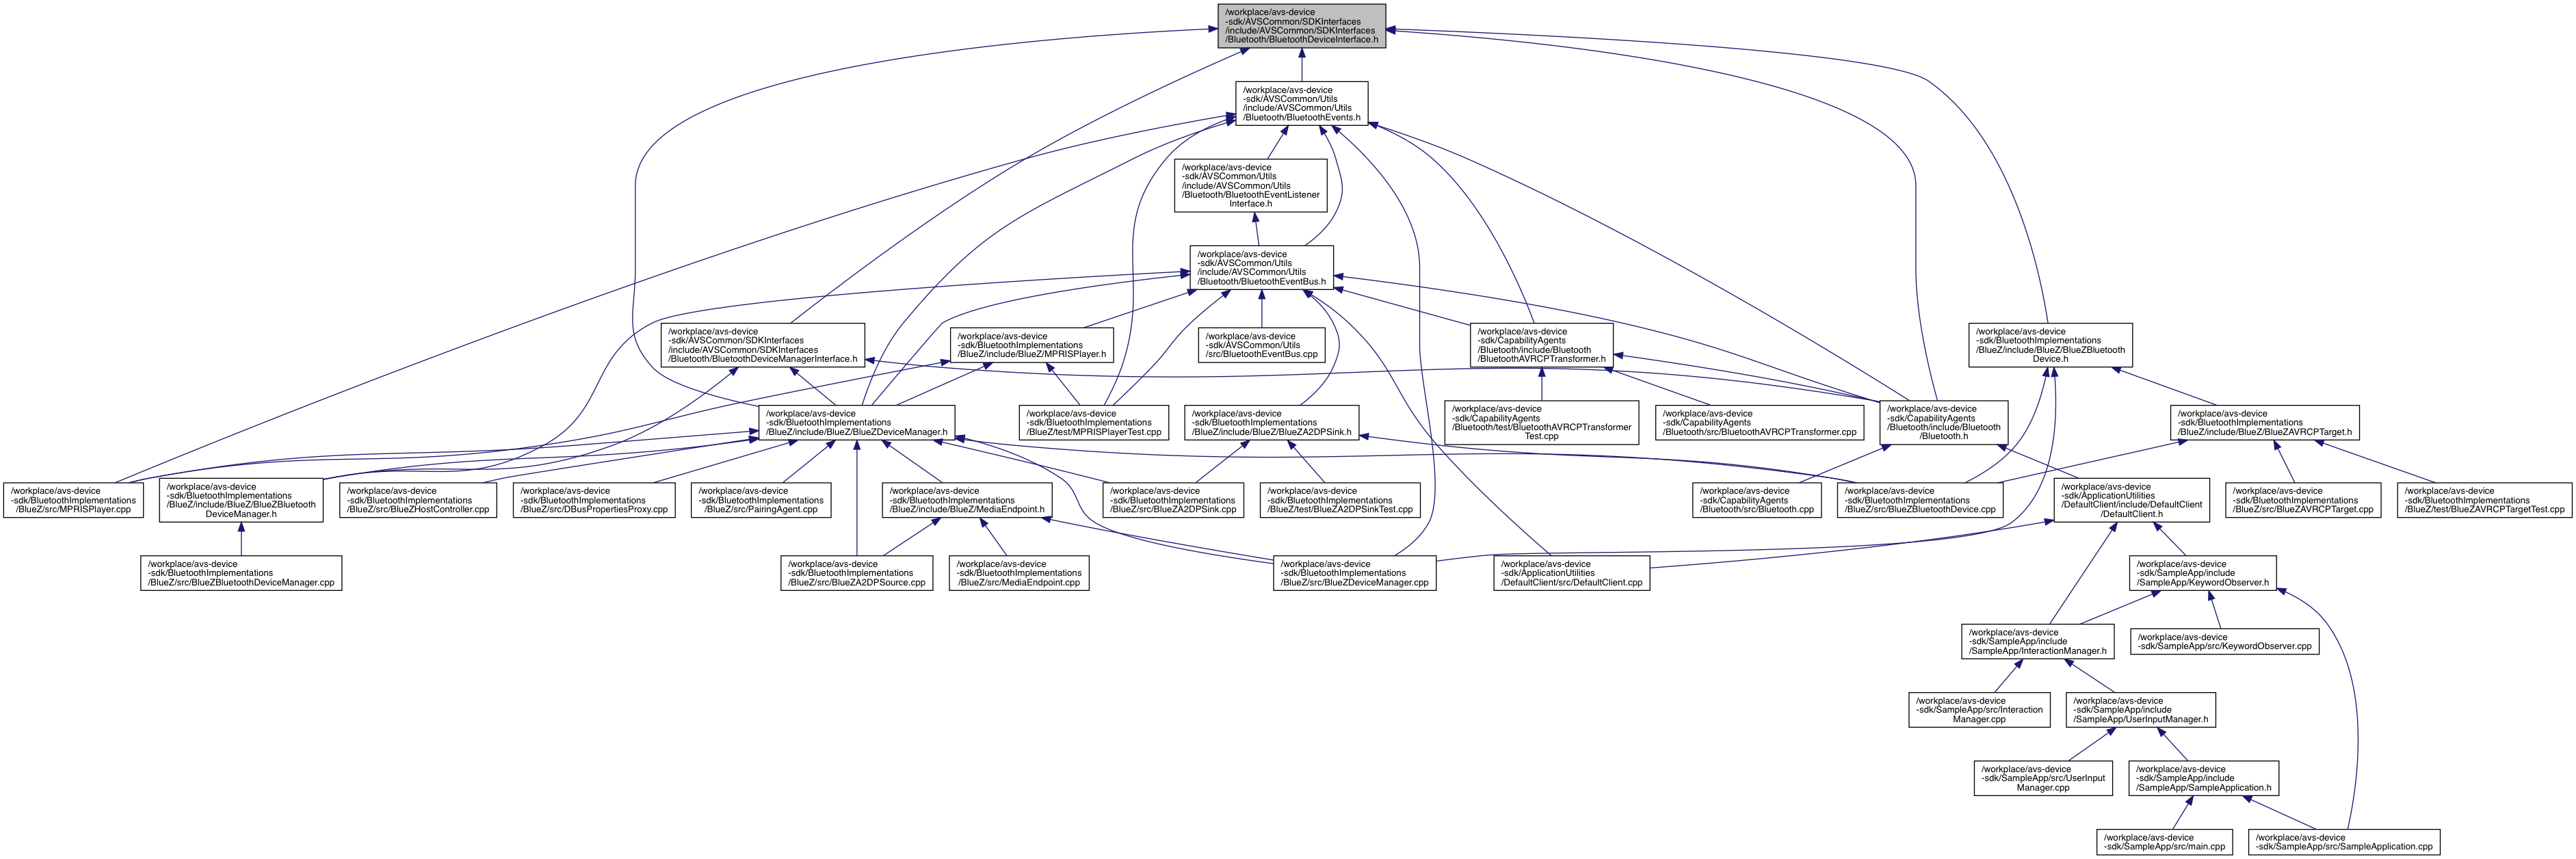 /workplace/avs-device
-sdk/AVSCommon/SDKInterfaces
/include/AVSCommon/SDKInterfaces
/Bluetooth/BluetoothDeviceInterface.h
/workplace/avs-device
-sdk/AVSCommon/Utils
/include/AVSCommon/Utils
/Bluetooth/BluetoothEvents.h
/workplace/avs-device
-sdk/AVSCommon/Utils
/include/AVSCommon/Utils
/Bluetooth/BluetoothEventListener
Interface.h
/workplace/avs-device
-sdk/AVSCommon/Utils
/include/AVSCommon/Utils
/Bluetooth/BluetoothEventBus.h
/workplace/avs-device
-sdk/AVSCommon/SDKInterfaces
/include/AVSCommon/SDKInterfaces
/Bluetooth/BluetoothDeviceManagerInterface.h
/workplace/avs-device
-sdk/BluetoothImplementations
/BlueZ/include/BlueZ/MPRISPlayer.h
/workplace/avs-device
-sdk/AVSCommon/Utils
/src/BluetoothEventBus.cpp
/workplace/avs-device
-sdk/CapabilityAgents
/Bluetooth/include/Bluetooth
/BluetoothAVRCPTransformer.h
/workplace/avs-device
-sdk/BluetoothImplementations
/BlueZ/include/BlueZ/BlueZBluetooth
Device.h
/workplace/avs-device
-sdk/BluetoothImplementations
/BlueZ/include/BlueZ/BlueZDeviceManager.h
/workplace/avs-device
-sdk/BluetoothImplementations
/BlueZ/test/MPRISPlayerTest.cpp
/workplace/avs-device
-sdk/BluetoothImplementations
/BlueZ/include/BlueZ/BlueZA2DPSink.h
/workplace/avs-device
-sdk/CapabilityAgents
/Bluetooth/test/BluetoothAVRCPTransformer
Test.cpp
/workplace/avs-device
-sdk/CapabilityAgents
/Bluetooth/src/BluetoothAVRCPTransformer.cpp
/workplace/avs-device
-sdk/CapabilityAgents
/Bluetooth/include/Bluetooth
/Bluetooth.h
/workplace/avs-device
-sdk/BluetoothImplementations
/BlueZ/include/BlueZ/BlueZAVRCPTarget.h
/workplace/avs-device
-sdk/BluetoothImplementations
/BlueZ/src/MPRISPlayer.cpp
/workplace/avs-device
-sdk/BluetoothImplementations
/BlueZ/include/BlueZ/BlueZBluetooth
DeviceManager.h
/workplace/avs-device
-sdk/BluetoothImplementations
/BlueZ/src/BlueZHostController.cpp
/workplace/avs-device
-sdk/BluetoothImplementations
/BlueZ/src/DBusPropertiesProxy.cpp
/workplace/avs-device
-sdk/BluetoothImplementations
/BlueZ/src/PairingAgent.cpp
/workplace/avs-device
-sdk/BluetoothImplementations
/BlueZ/include/BlueZ/MediaEndpoint.h
/workplace/avs-device
-sdk/BluetoothImplementations
/BlueZ/src/BlueZA2DPSink.cpp
/workplace/avs-device
-sdk/BluetoothImplementations
/BlueZ/test/BlueZA2DPSinkTest.cpp
/workplace/avs-device
-sdk/CapabilityAgents
/Bluetooth/src/Bluetooth.cpp
/workplace/avs-device
-sdk/BluetoothImplementations
/BlueZ/src/BlueZBluetoothDevice.cpp
/workplace/avs-device
-sdk/ApplicationUtilities
/DefaultClient/include/DefaultClient
/DefaultClient.h
/workplace/avs-device
-sdk/BluetoothImplementations
/BlueZ/src/BlueZAVRCPTarget.cpp
/workplace/avs-device
-sdk/BluetoothImplementations
/BlueZ/test/BlueZAVRCPTargetTest.cpp
/workplace/avs-device
-sdk/BluetoothImplementations
/BlueZ/src/BlueZBluetoothDeviceManager.cpp
/workplace/avs-device
-sdk/BluetoothImplementations
/BlueZ/src/BlueZA2DPSource.cpp
/workplace/avs-device
-sdk/BluetoothImplementations
/BlueZ/src/MediaEndpoint.cpp
/workplace/avs-device
-sdk/BluetoothImplementations
/BlueZ/src/BlueZDeviceManager.cpp
/workplace/avs-device
-sdk/ApplicationUtilities
/DefaultClient/src/DefaultClient.cpp
/workplace/avs-device
-sdk/SampleApp/include
/SampleApp/KeywordObserver.h
/workplace/avs-device
-sdk/SampleApp/include
/SampleApp/InteractionManager.h
/workplace/avs-device
-sdk/SampleApp/src/KeywordObserver.cpp
/workplace/avs-device
-sdk/SampleApp/src/Interaction
Manager.cpp
/workplace/avs-device
-sdk/SampleApp/include
/SampleApp/UserInputManager.h
/workplace/avs-device
-sdk/SampleApp/src/UserInput
Manager.cpp
/workplace/avs-device
-sdk/SampleApp/include
/SampleApp/SampleApplication.h
/workplace/avs-device
-sdk/SampleApp/src/main.cpp
/workplace/avs-device
-sdk/SampleApp/src/SampleApplication.cpp